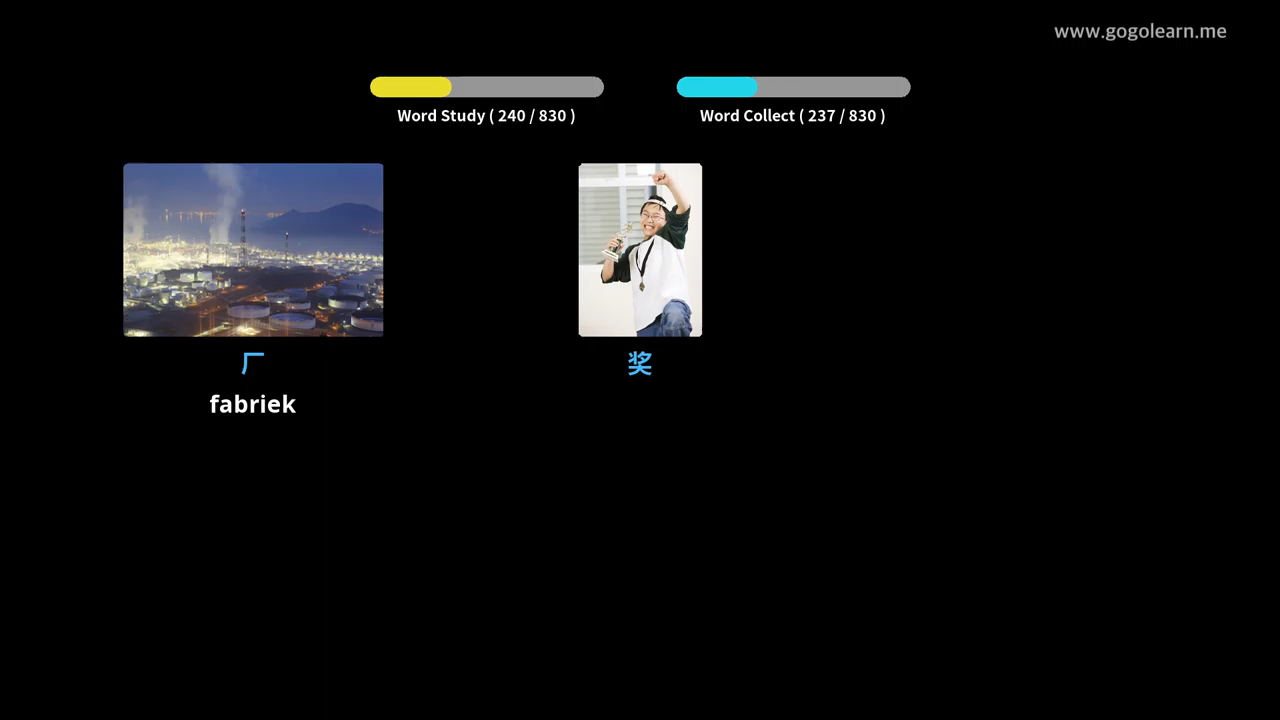 www.gogolearn.me
Word Study ( 240 / 830 )
Word Collect ( 237 / 830 )
厂
奖
fabriek